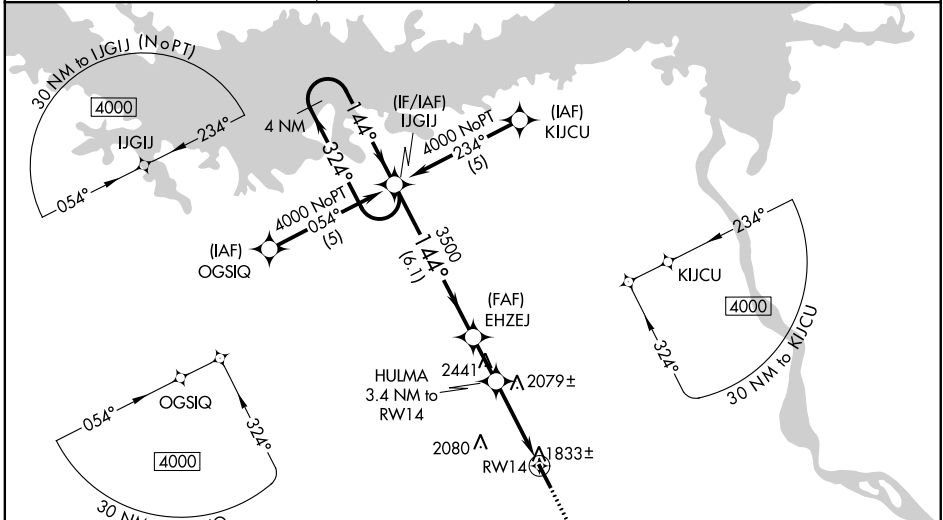 30 NM to IJGIJ (NoPT)
4000
IJGIJ
234°
054°
4 NM
144°
324°
(IF/IAF)
IJGIJ
4000 NoPT
234°
(5)
(IAF)
KIJCU
4000 NoPT
054°
(5)
(IAF)
OGSIQ
3500
144°
(6.1)
(FAF)
EHZEJ
HULMA
3.4 NM to
RW14
2441
2079±
2080
RW14
1833±
234°
KIJCU
4000
324°
30 NM to KIJCU
054°
OGSIQ
324°
4000
30 NM